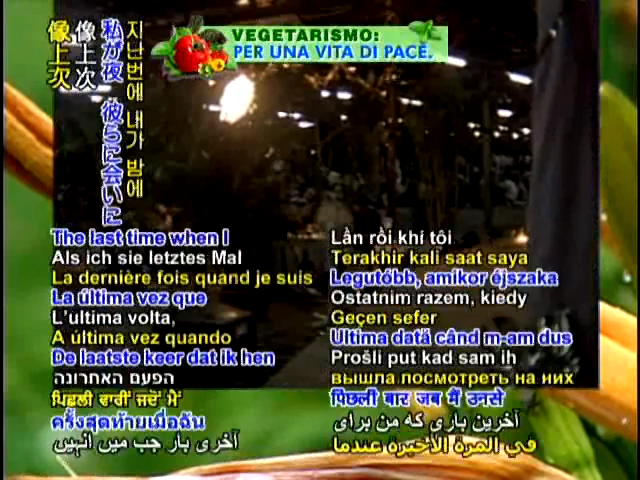 VEGETARISMO:
PER UNA VITA DI PACE.
像上次
像上次
私が夜 彼らに会いに
지난번에 내가 밤에
The last time when I
Als ich sie letztes Mal
La dernière fois quand je suis
La última vez que
L'ultima volta,
A última vez quando
De laatste keer dat ik hen
הפעם האחרונה
ਪਿਛਲੀ ਵਾਰੀਂ ਜਦੋਂ ਮੈਂ
ครั้งสุดท้ายเมื่อฉัน
آخری بار جب میں انہیں
Lần rồi khi tôi
Terakhir kali saat saya
Legutóbb, amikor éjszaka
Ostatnim razem, kiedy
Geçen sefer
Ultima dată când m-am dus
Prošli put kad sam ih
вышла посмотреть на них
पिछली बार जब मैं उनसे
آخرین باری که من برای
في المرة الأخيرة عندما